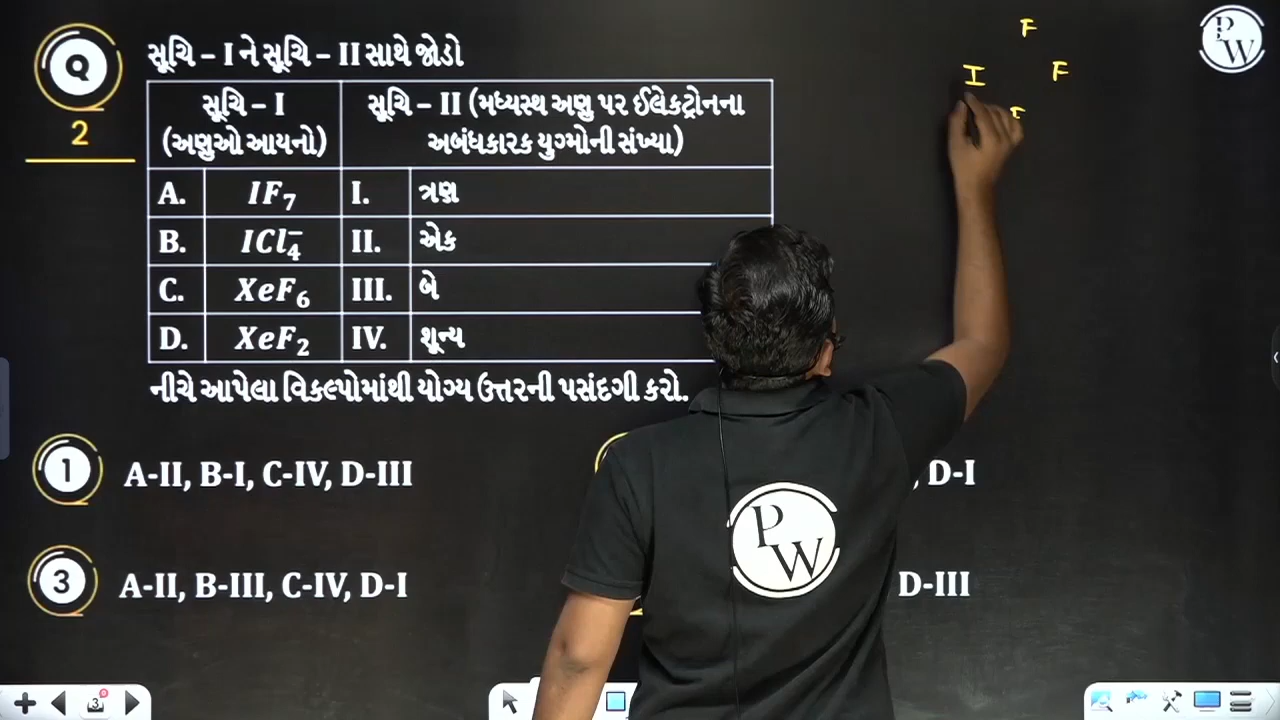 Q
2
સૂચિ – I ને સૂચિ – II સાથે જોડો
સૂચિ – I (અણુઓ આયનો) સૂચિ – II (મધ્યસ્થ અણુ પર ઈલેક્ટ્રોનના અબંધકારક યુગ્મોની સંખ્યા)
A. IF₇ I. ત્રણ
B. ICl₄⁻ II. એક
C. XeF₆ III. બે
D. XeF₂ IV. શૂન્ય
નીચે આપેલા વિકલ્પોમાંથી યોગ્ય ઉત્તરની પસંદગી કરો.
1 A-II, B-I, C-IV, D-III
, D-I
3 A-II, B-III, C-IV, D-I
D-III
F
I F
PW
PW
3